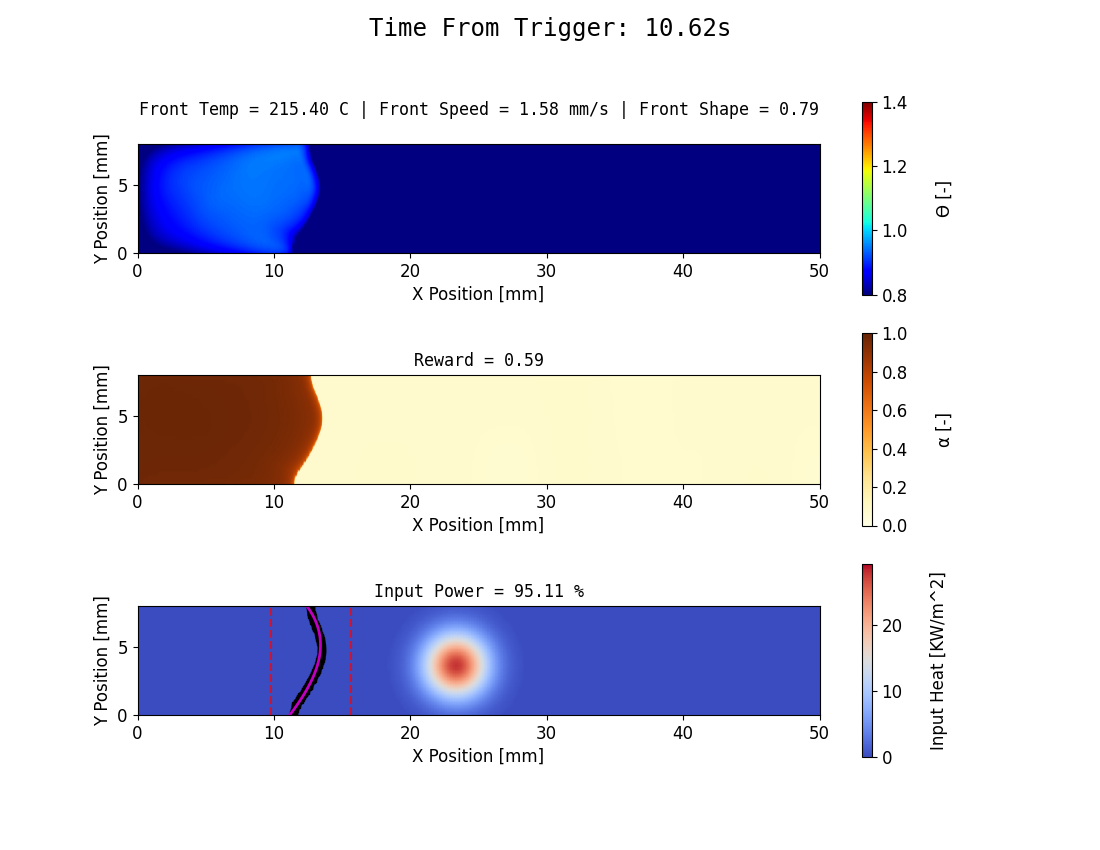 Time From Trigger: 10.62s
Front Temp = 215.40 C | Front Speed = 1.58 mm/s | Front Shape = 0.79
Y Position [mm]
5
0
0 10 20 30 40 50
X Position [mm]
1.4
1.2
1.0
0.8
Θ [-]
Reward = 0.59
Y Position [mm]
5
0
0 10 20 30 40 50
X Position [mm]
1.0
0.8
0.6
0.4
0.2
0.0
α [-]
Input Power = 95.11 %
Y Position [mm]
5
0
0 10 20 30 40 50
X Position [mm]
20
10
0
Input Heat [KW/m^2]